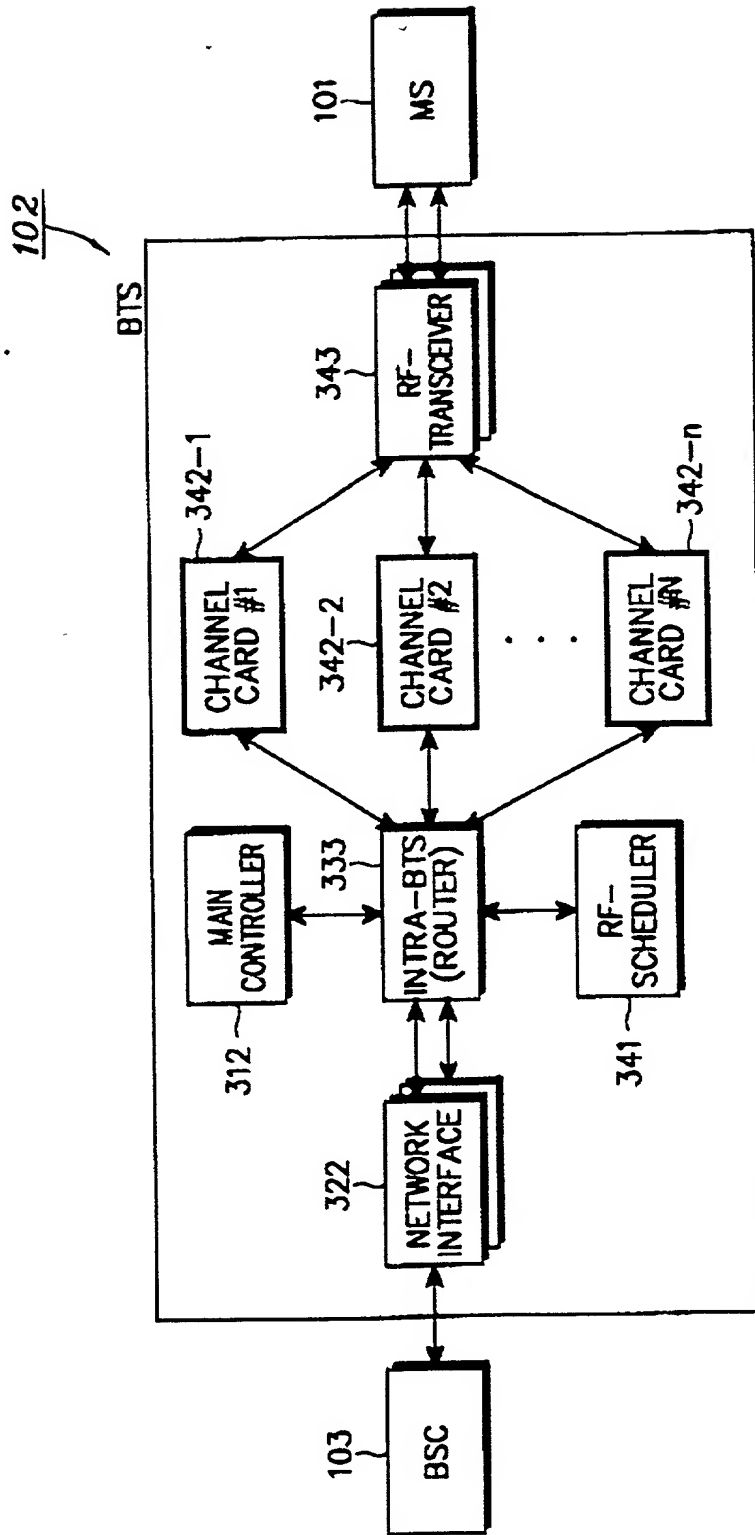 102
BTS
101
MS
343
RF-
TRANSCEIVER
342-1
CHANNEL
CARD #1
342-2
CHANNEL
CARD #2
. . .
342-n
CHANNEL
CARD #N
312
MAIN
CONTROLLER
333
INTRA-BTS
(ROUTER)
341
RF-
SCHEDULER
322
NETWORK
INTERFACE
103
BSC